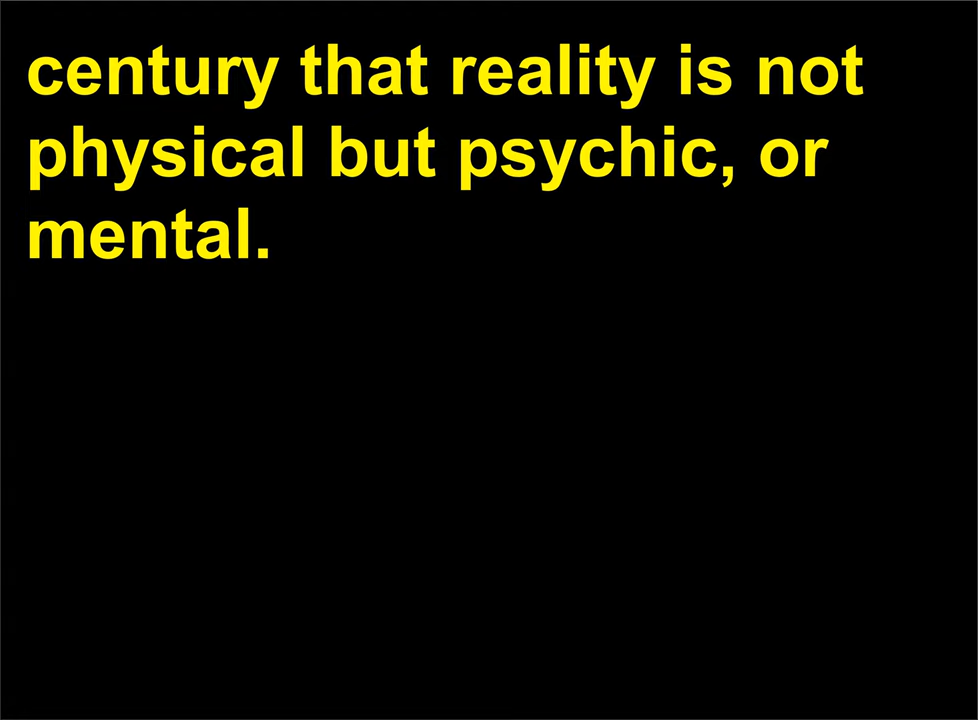 century that reality is not
physical but psychic, or
mental.